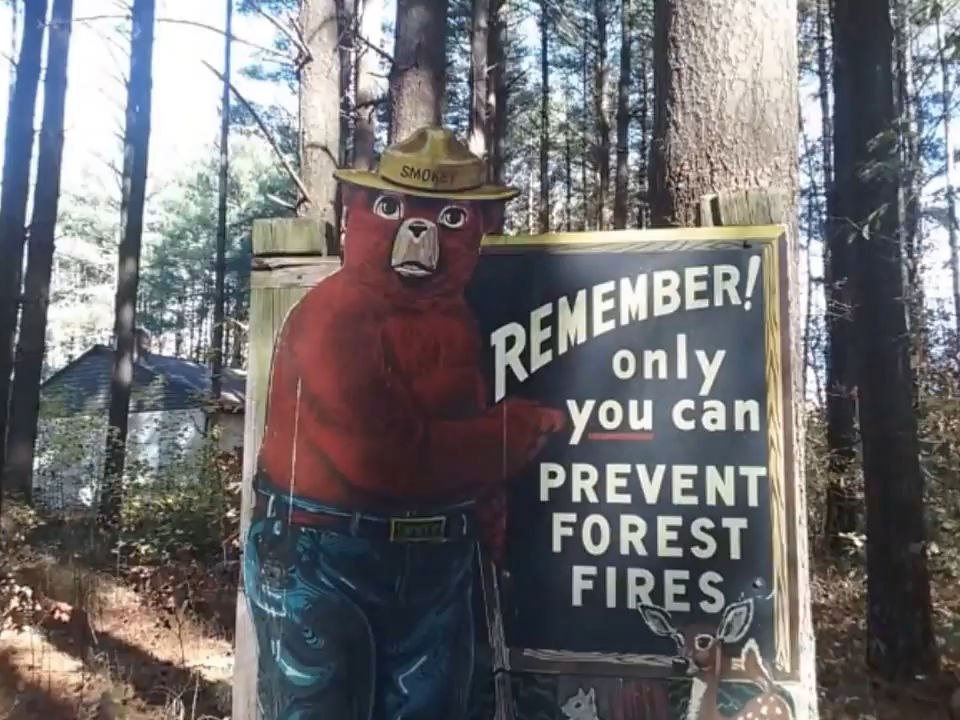 SMOKEY
REMEMBER!
only
you can
PREVENT
FOREST
FIRES